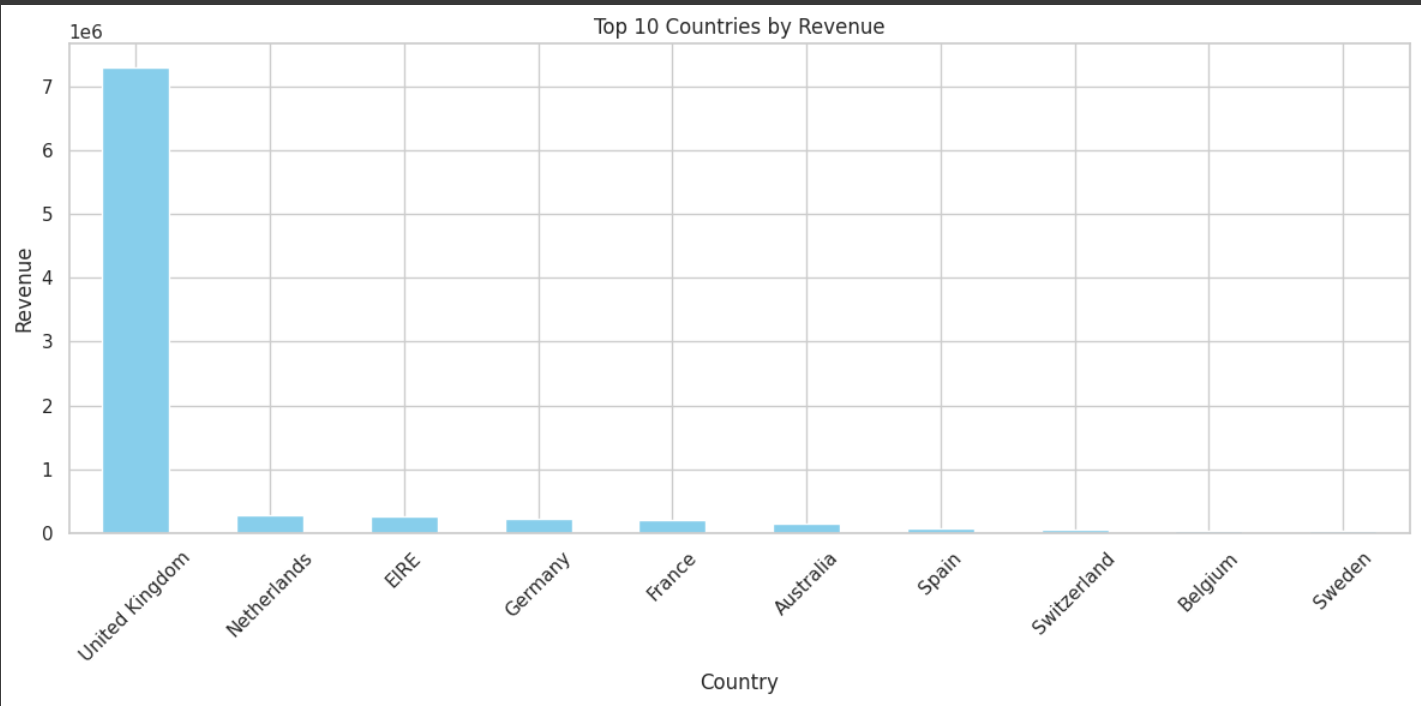 Top 10 Countries by Revenue
1e6
7
6
5
4
3
2
1
0
Revenue
United Kingdom
Netherlands
EIRE
Germany
France
Australia
Spain
Switzerland
Belgium
Sweden
Country